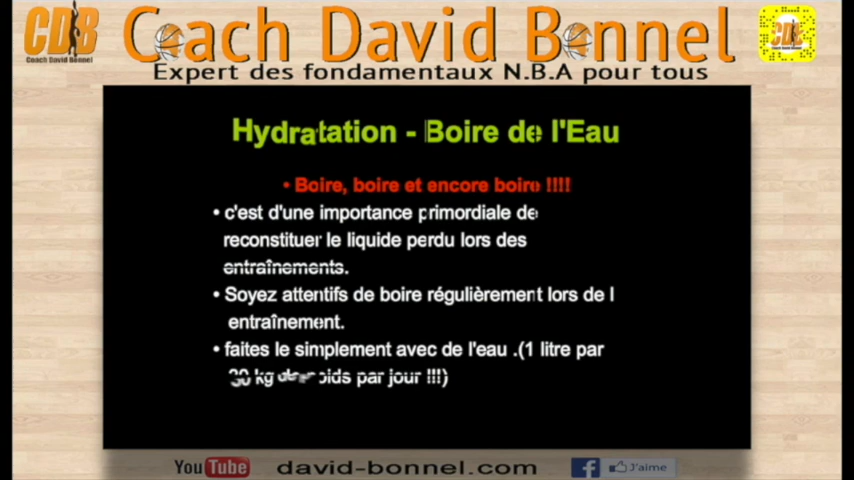 CDB
Coach David Bonnel
Coach David Bonnel
Expert des fondamentaux N.B.A pour tous
Hydratation - Boire de l'Eau
• Boire, boire et encore boire !!!!
• c'est d'une importance primordiale de
reconstituer le liquide perdu lors des
entraînements.
• Soyez attentifs de boire régulièrement lors de l
entraînement.
• faites le simplement avec de l'eau .(1 litre par
30 kg de poids par jour !!!)
YouTube
david-bonnel.com
f J'aime